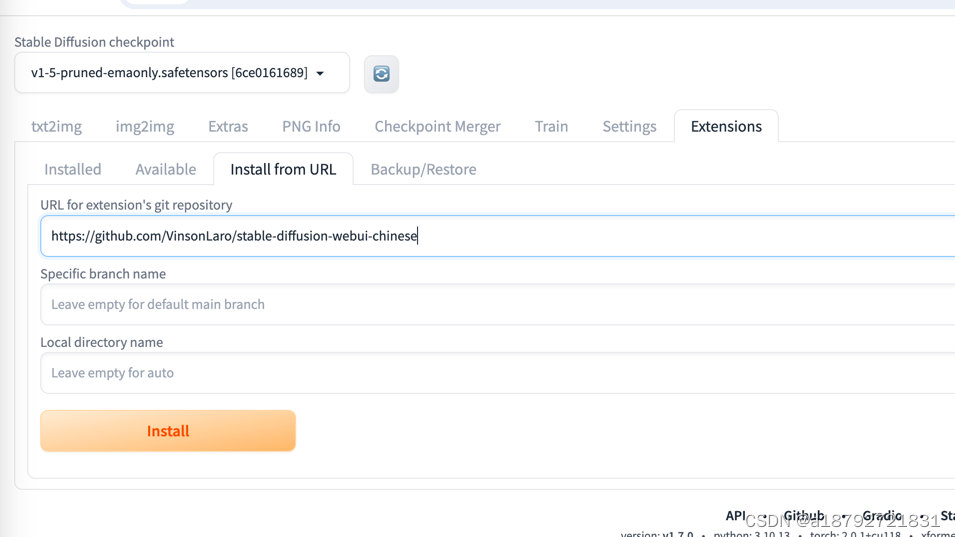 Stable Diffusion checkpoint
v1-5-pruned-emaonly.safetensors [6ce0161689]
txt2img img2img Extras PNG Info Checkpoint Merger Train Settings Extensions
Installed Available Install from URL Backup/Restore
URL for extension's git repository
https://github.com/VinsonLaro/stable-diffusion-webui-chinese
Specific branch name
Leave empty for default main branch
Local directory name
Leave empty for auto
Install
API • Github • Gradio • Sta
CSDN @a18792721831
version: v1.7.0 • python: 3.10.13 • torch: 2.0.1+cu118 • xforme